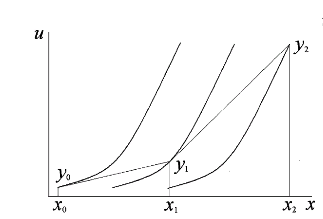 u
y₂
y₀
y₁
x₀ x₁ x₂ x